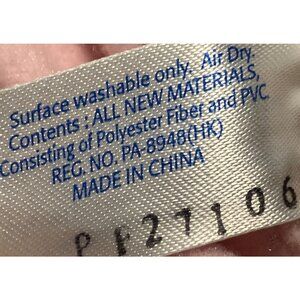 Surface washable only. Air Dry.
Contents : ALL NEW MATERIALS,
Consisting of Polyester Fiber and PVC
REG. NO. PA-8948(HK)
MADE IN CHINA
27106